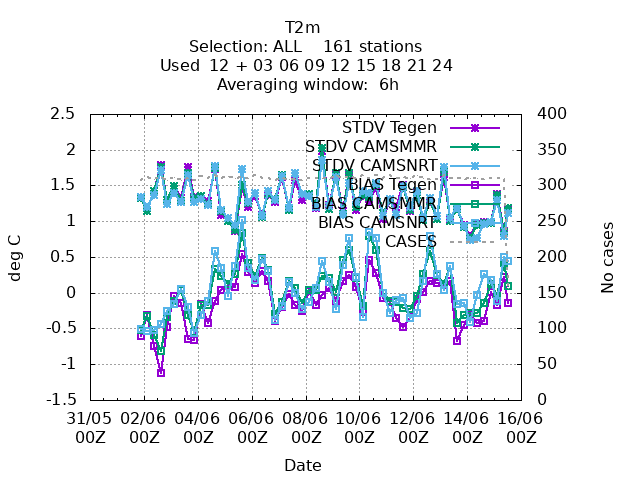 T2m
Selection: ALL    161 stations
Used  12 + 03 06 09 12 15 18 21 24
Averaging window:  6h
2.5
2
1.5
1
0.5
0
-0.5
-1
-1.5
deg C
400
350
300
250
200
150
100
50
0
No cases
STDV Tegen
STDV CAMSMMR
STDV CAMSNRT
BIAS Tegen
BIAS CAMSMMR
BIAS CAMSNRT
CASES
31/05 02/06 04/06 06/06 08/06 10/06 12/06 14/06 16/06
00Z 00Z 00Z 00Z 00Z 00Z 00Z 00Z 00Z
Date